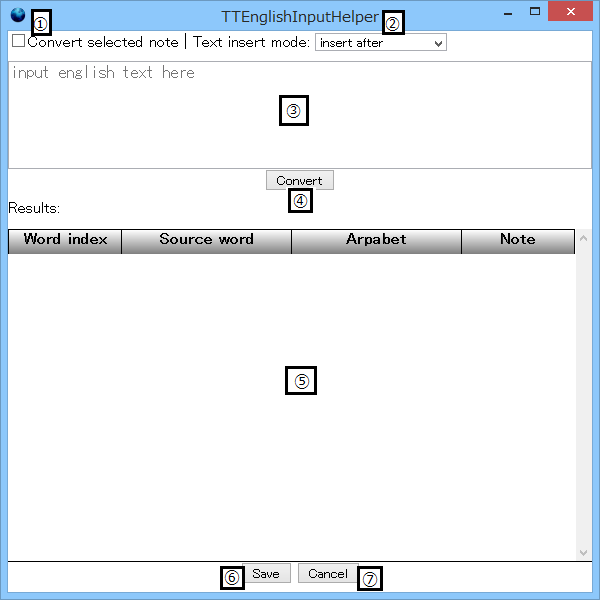 TTEnglishInputHelper ②
① Convert selected note | Text insert mode: insert after
input english text here
③
Convert
④
Results:
Word index Source word Arpabet Note
⑤
⑥ Save Cancel ⑦